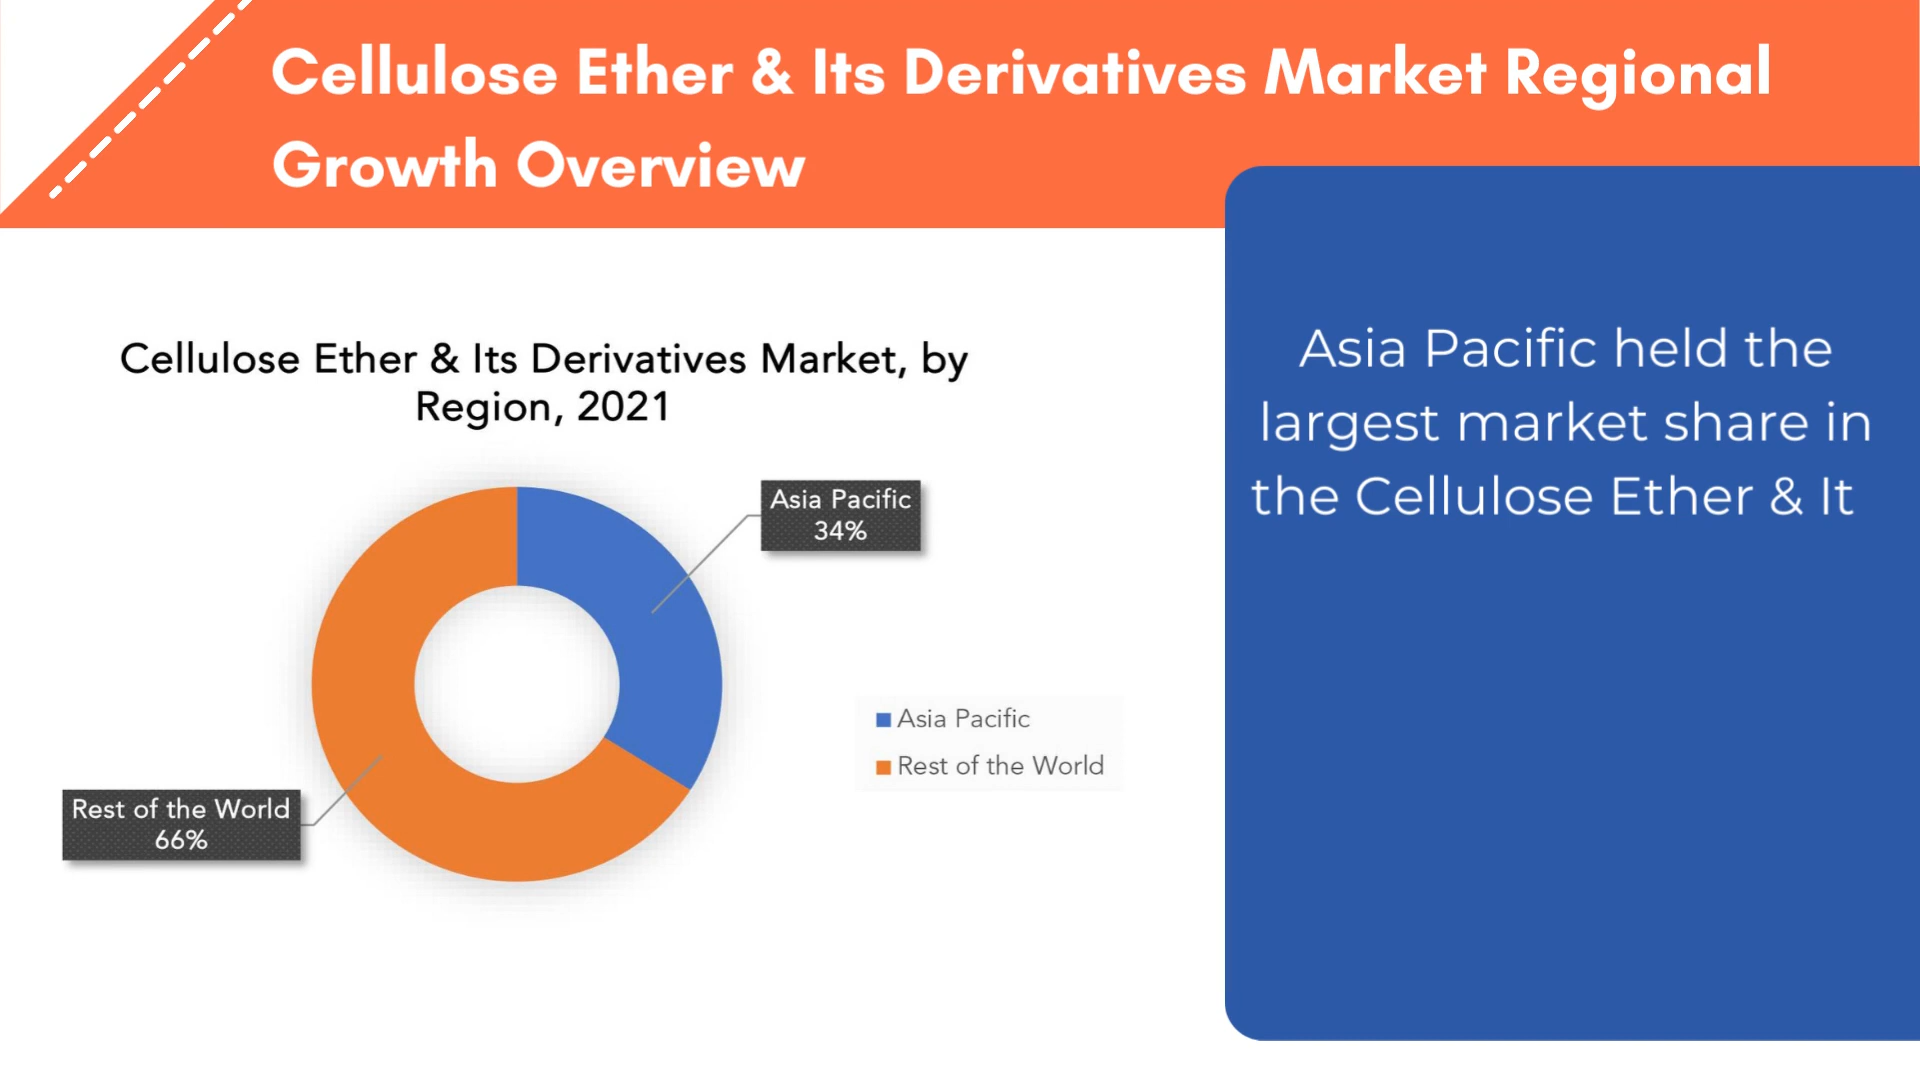 Cellulose Ether & Its Derivatives Market Regional
Growth Overview
Cellulose Ether & Its Derivatives Market, by
Region, 2021
Asia Pacific
34%
Asia Pacific
Rest of the World
Rest of the World
66%
Asia Pacific held the
largest market share in
the Cellulose Ether & It